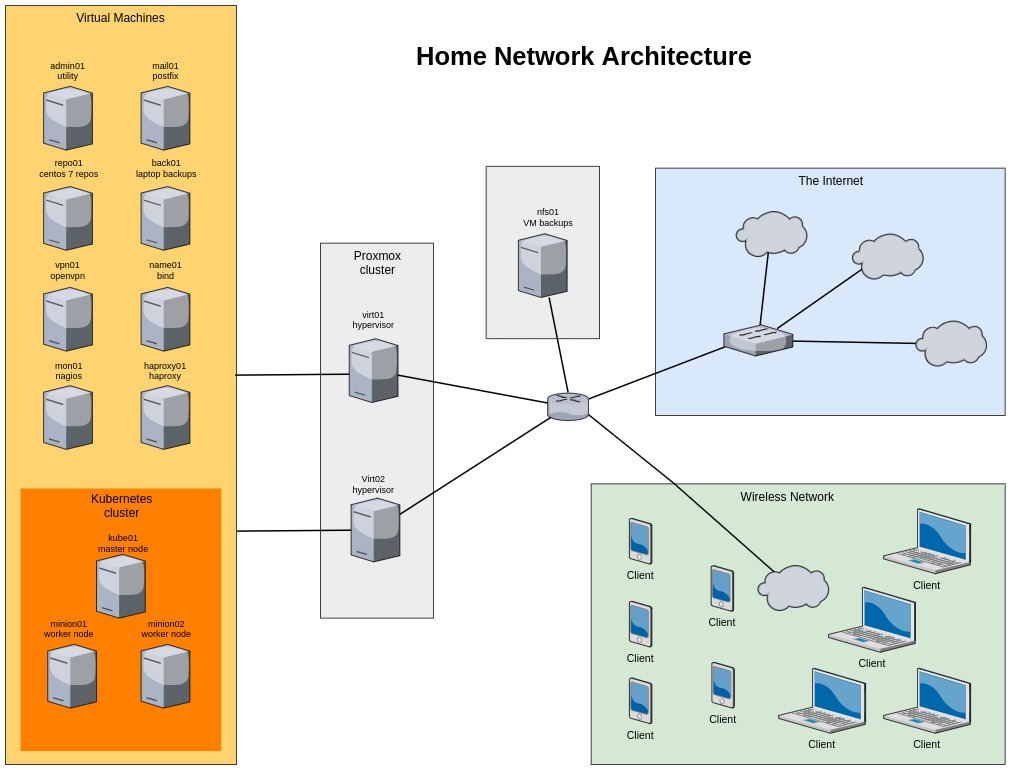 Virtual Machines
Home Network Architecture
admin01
utility
mail01
postfix
repo01
centos 7 repos
back01
laptop backups
vpn01
openvpn
name01
bind
mon01
nagios
haproxy01
haproxy
Kubernetes
cluster
kube01
master node
minion01
worker node
minion02
worker node
Proxmox
cluster
virt01
hypervisor
Virt02
hypervisor
nfs01
VM backups
The Internet
Wireless Network
Client
Client
Client
Client
Client
Client
Client
Client
Client